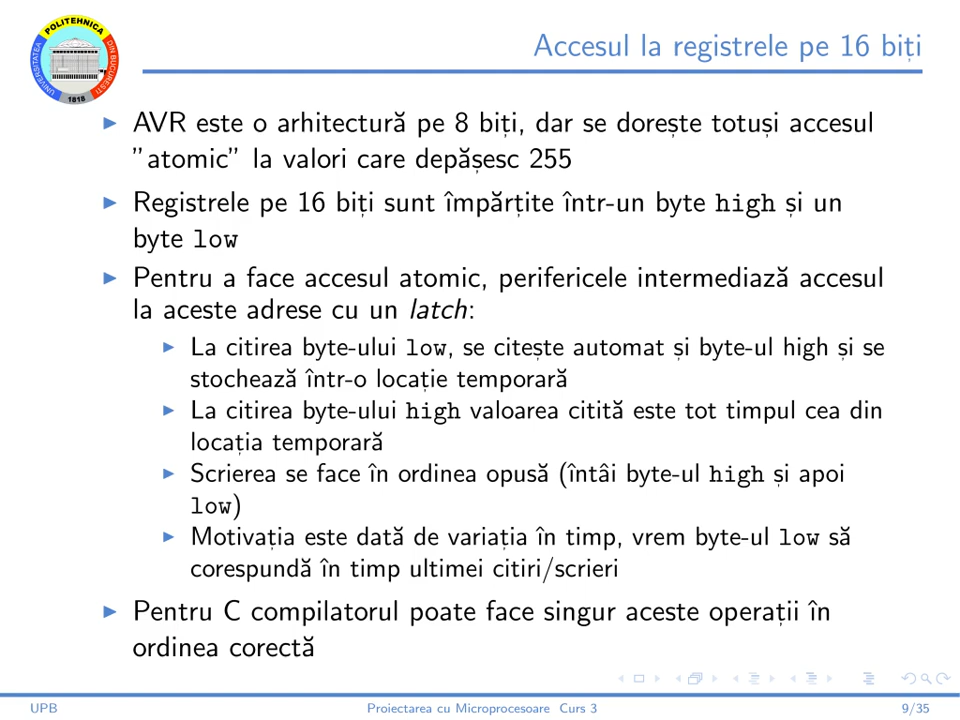 UNIVERSITATEA
POLITEHNICA
DIN BUCURESTI
1818
Accesul la registrele pe 16 biți
AVR este o arhitectură pe 8 biți, dar se dorește totuși accesul
”atomic” la valori care depășesc 255
Registrele pe 16 biți sunt împărțite într-un byte high și un
byte low
Pentru a face accesul atomic, perifericele intermediază accesul
la aceste adrese cu un latch:
La citirea byte-ului low, se citește automat și byte-ul high și se
stochează într-o locație temporară
La citirea byte-ului high valoarea citită este tot timpul cea din
locația temporară
Scrierea se face în ordinea opusă (întâi byte-ul high și apoi
low)
Motivația este dată de variația în timp, vrem byte-ul low să
corespundă în timp ultimei citiri/scrieri
Pentru C compilatorul poate face singur aceste operații în
ordinea corectă
UPB
Proiectarea cu Microprocesoare Curs 3
9/35